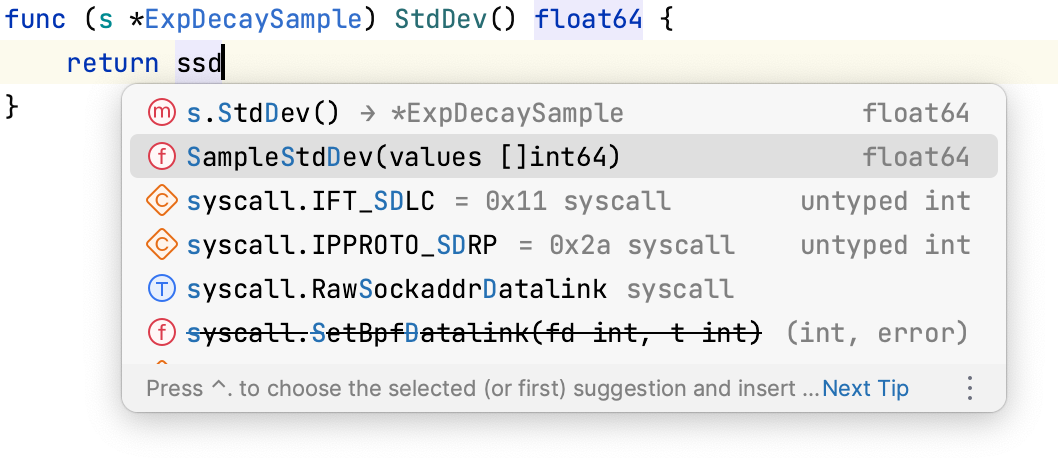 func (s *ExpDecaySample) StdDev() float64 {
return ssd
}
m s.StdDev() → *ExpDecaySample float64
f SampleStdDev(values []int64) float64
C syscall.IFT_SDLC = 0x11 syscall untyped int
C syscall.IPPROTO_SDRP = 0x2a syscall untyped int
T syscall.RawSockaddrDatalink syscall
f syscall.SetBpfDatalink(fd int, t int) (int, error)
Press ^. to choose the selected (or first) suggestion and insert ... Next Tip